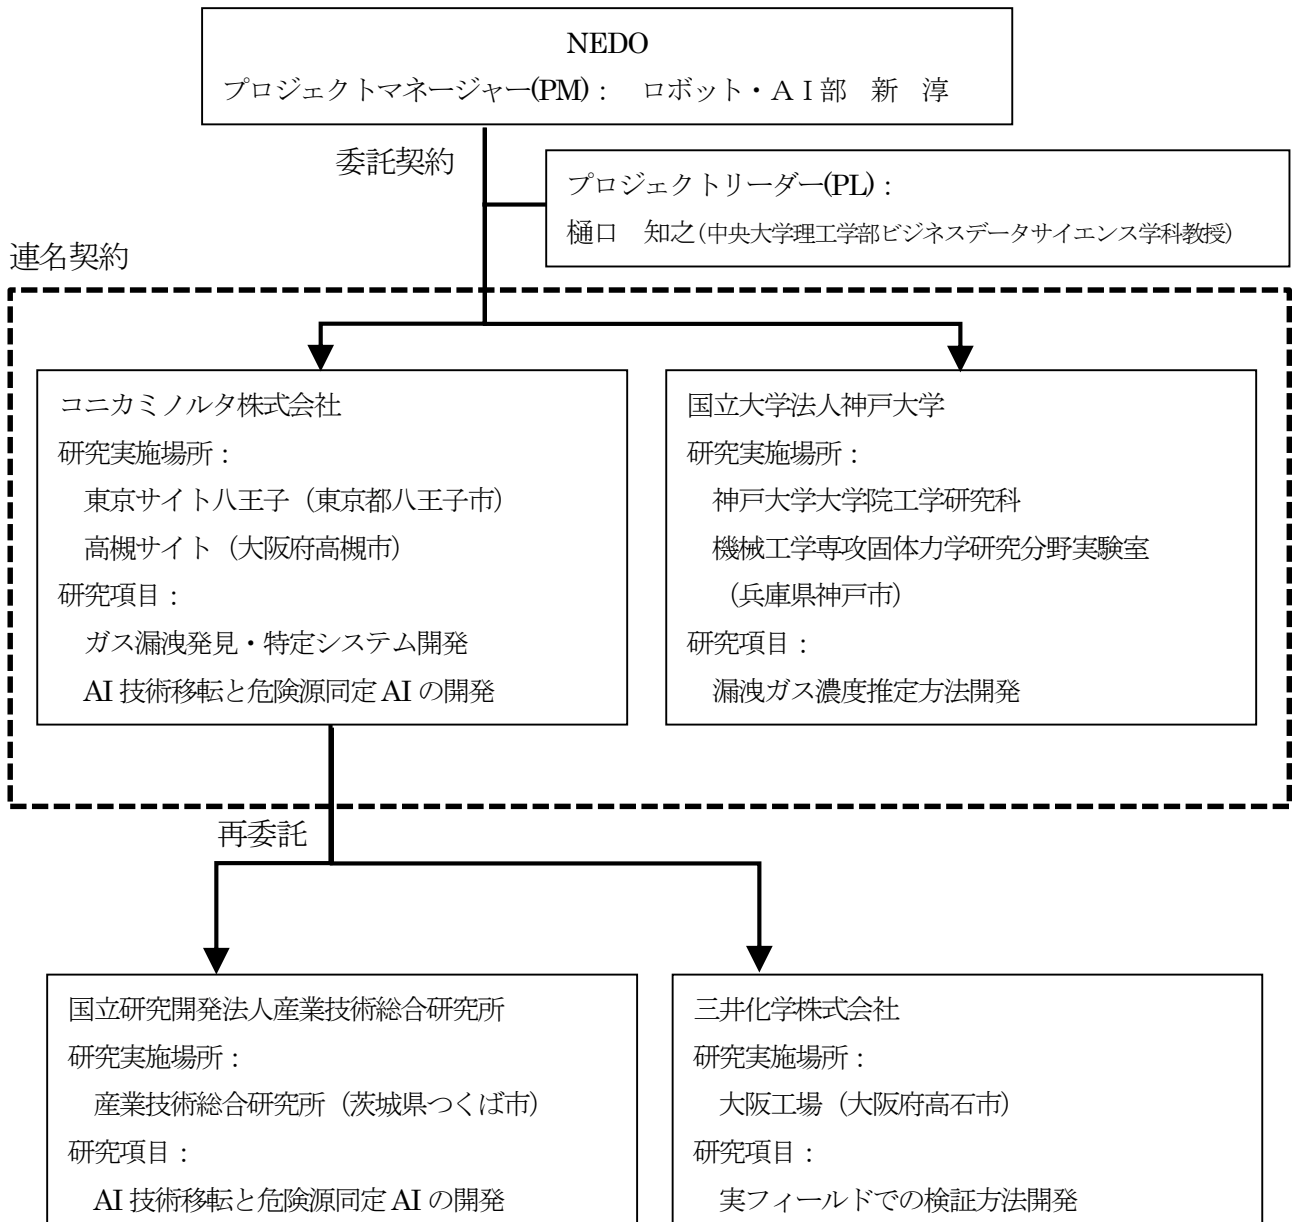 NEDO
プロジェクトマネージャー(PM)： ロボット・ＡＩ部 新 淳
委託契約
プロジェクトリーダー(PL)：
樋口 知之(中央大学理工学部ビジネスデータサイエンス学科教授)
連名契約
コニカミノルタ株式会社
研究実施場所：
東京サイト八王子（東京都八王子市）
高槻サイト（大阪府高槻市）
研究項目：
ガス漏洩発見・特定システム開発
AI 技術移転と危険源同定 AI の開発
国立大学法人神戸大学
研究実施場所：
神戸大学大学院工学研究科
機械工学専攻固体力学研究分野実験室
（兵庫県神戸市）
研究項目：
漏洩ガス濃度推定方法開発
再委託
国立研究開発法人産業技術総合研究所
研究実施場所：
産業技術総合研究所（茨城県つくば市）
研究項目：
AI 技術移転と危険源同定 AI の開発
三井化学株式会社
研究実施場所：
大阪工場（大阪府高石市）
研究項目：
実フィールドでの検証方法開発